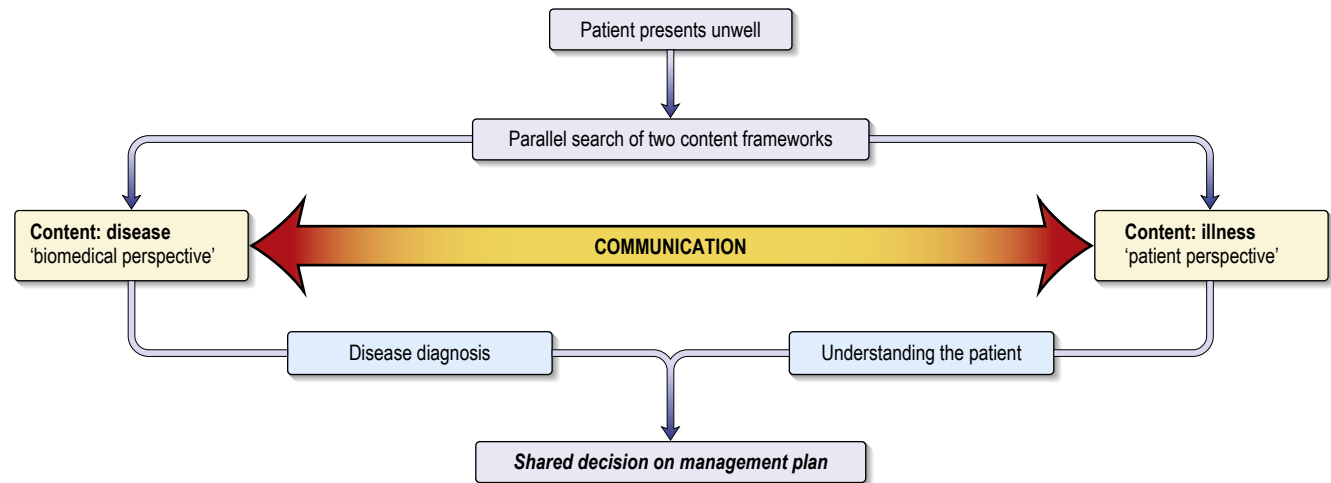 Patient presents unwell
Parallel search of two content frameworks
Content: disease
‘biomedical perspective’
COMMUNICATION
Content: illness
‘patient perspective’
Disease diagnosis
Understanding the patient
Shared decision on management plan